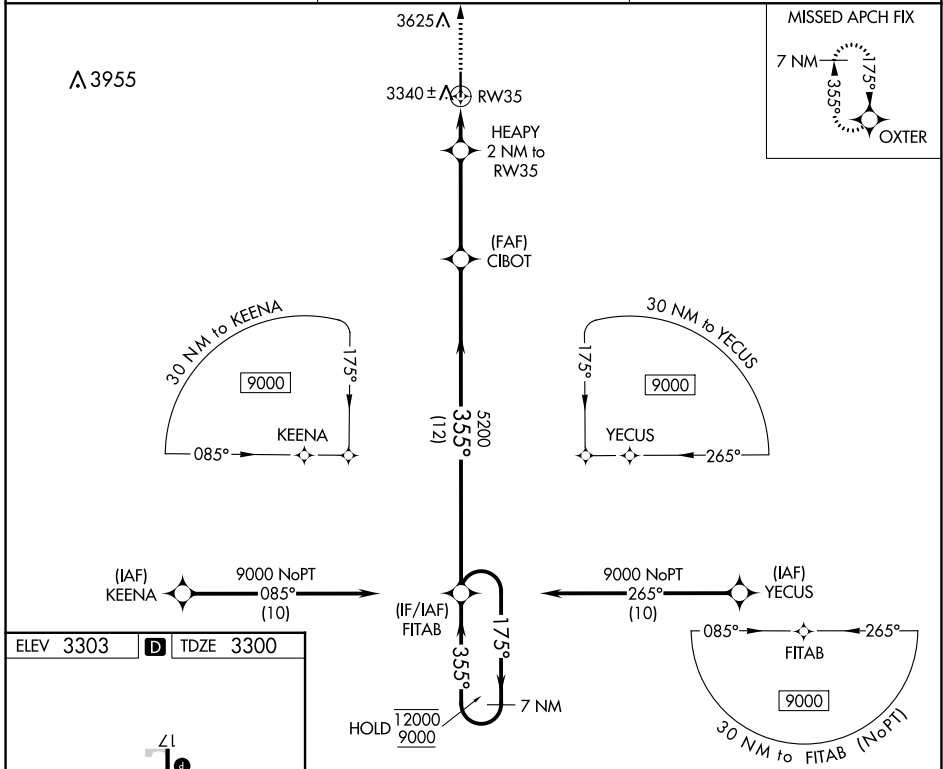 3625
MISSED APCH FIX
7 NM
175°
355°
OXTER
3955
3340 ±
RW35
HEAPY
2 NM to
RW35
(FAF)
CIBOT
30 NM to KEENA
175°
9000
KEENA
085°
30 NM to YECUS
175°
9000
YECUS
265°
5200
355°
(12)
(IAF)
KEENA
9000 NoPT
085°
(10)
(IF/IAF)
FITAB
9000 NoPT
265°
(10)
(IAF)
YECUS
355°
175°
7 NM
HOLD
12000
9000
085°
265°
FITAB
9000
30 NM to FITAB (NoPT)
ELEV 3303
D
TDZE 3300
17
P